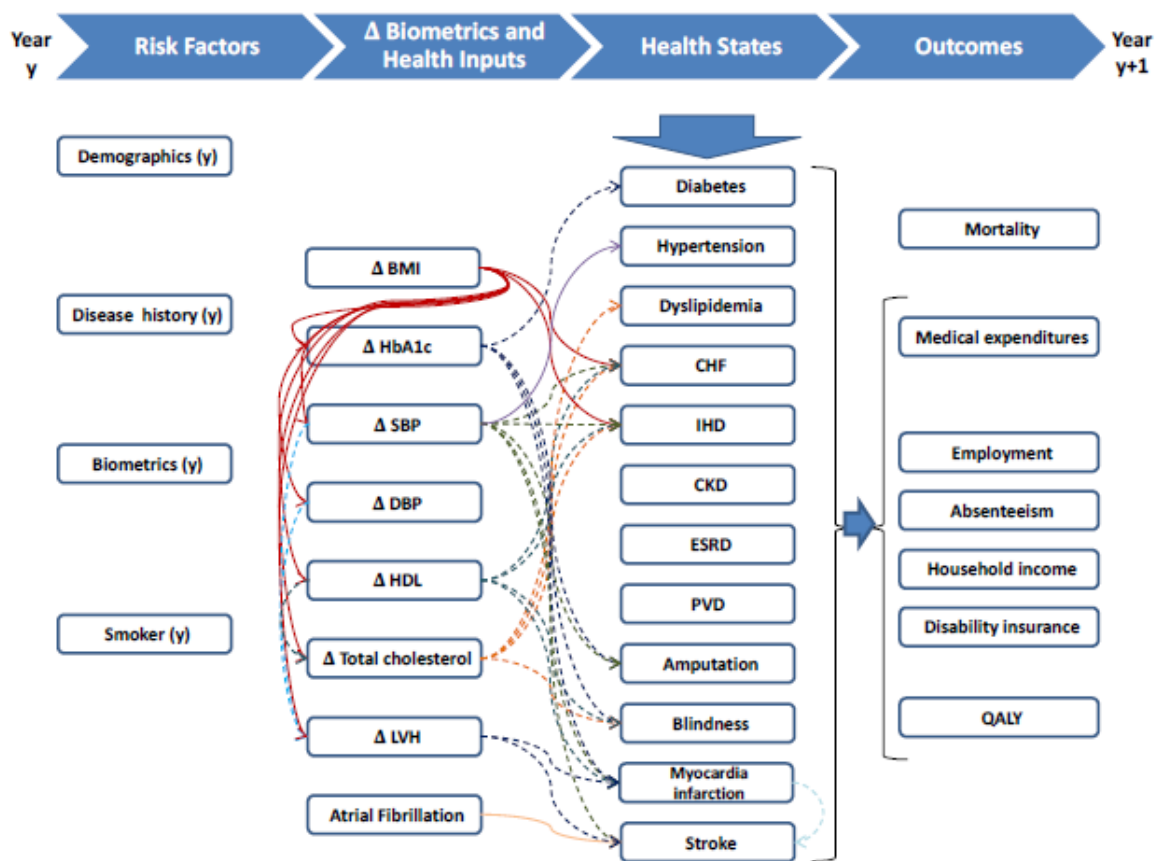 Year
y
Risk Factors
Δ Biometrics and
Health Inputs
Health States
Outcomes
Year
y+1
Demographics (y)
Disease history (y)
Biometrics (y)
Smoker (y)
Δ BMI
Δ HbA1c
Δ SBP
Δ DBP
Δ HDL
Δ Total cholesterol
Δ LVH
Atrial Fibrillation
Diabetes
Hypertension
Dyslipidemia
CHF
IHD
CKD
ESRD
PVD
Amputation
Blindness
Myocardia
infarction
Stroke
Mortality
Medical expenditures
Employment
Absenteeism
Household income
Disability insurance
QALY